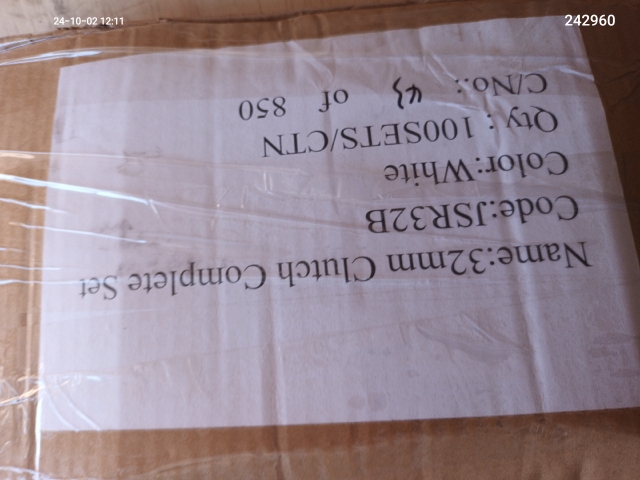 24-10-02 12:11
242960
Name:32mm Clutch Complete Set
Code:JSR32B
Color:White
Qty : 100SETS/CTN
C/No.: of 850